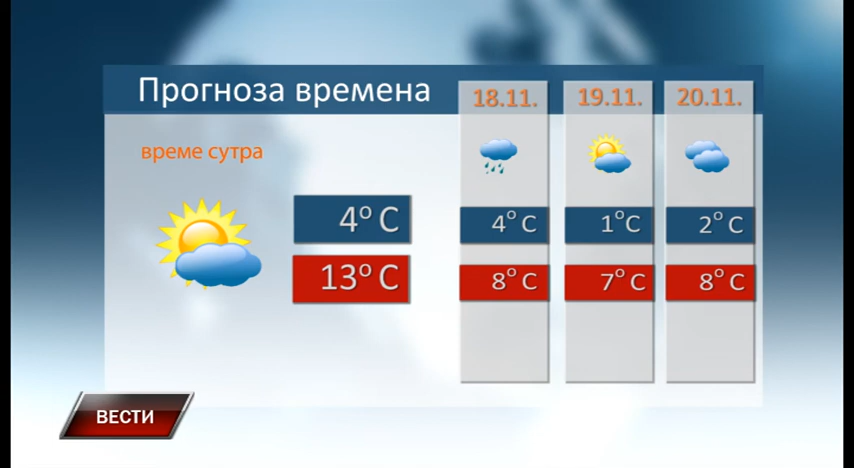 Прогноза времена
18.11. 19.11. 20.11.
време сутра
4° C
13° C
4° C 1°C 2° C
8° C 7° C 8° C
ВЕСТИ